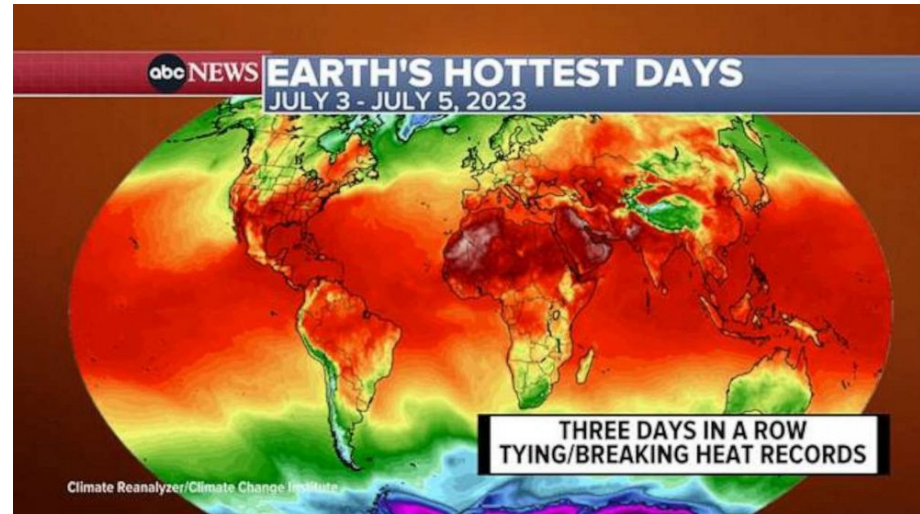 abc NEWS
EARTH'S HOTTEST DAYS
JULY 3 - JULY 5, 2023
THREE DAYS IN A ROW
TYING/BREAKING HEAT RECORDS
Climate Reanalyzer/Climate Change Institute